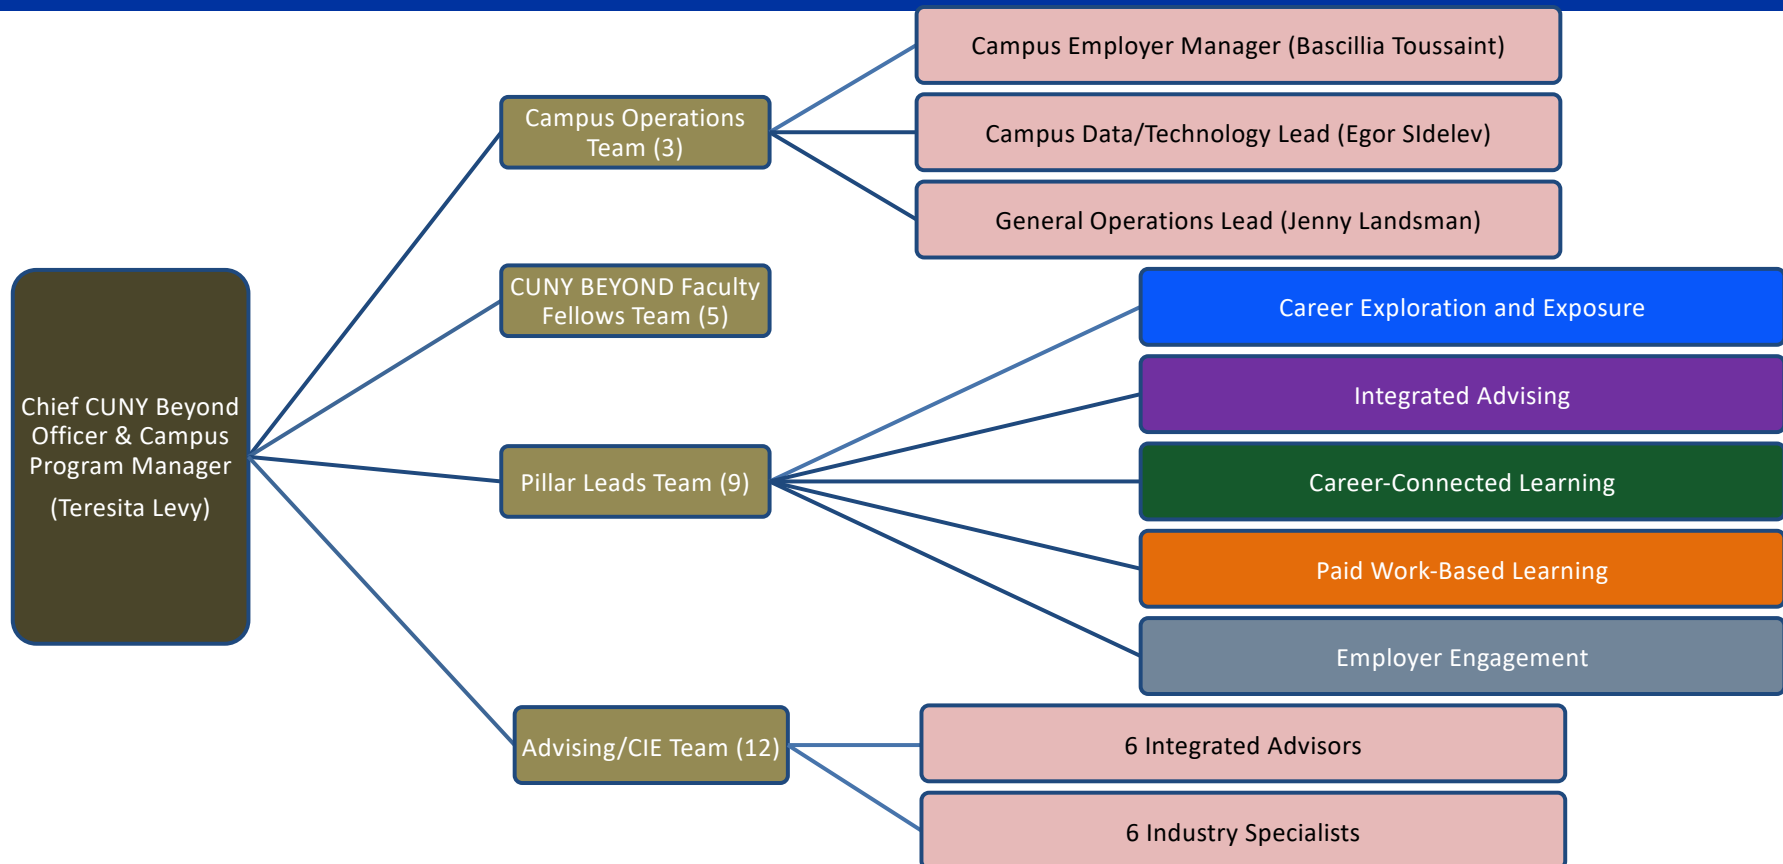 Campus Employer Manager (Bascillia Toussaint)
Campus Operations
Team (3)
Campus Data/Technology Lead (Egor SIdelev)
General Operations Lead (Jenny Landsman)
CUNY BEYOND Faculty
Fellows Team (5)
Career Exploration and Exposure
Chief CUNY Beyond
Officer & Campus
Program Manager
(Teresita Levy)
Integrated Advising
Pillar Leads Team (9)
Career-Connected Learning
Paid Work-Based Learning
Employer Engagement
Advising/CIE Team (12)
6 Integrated Advisors
6 Industry Specialists